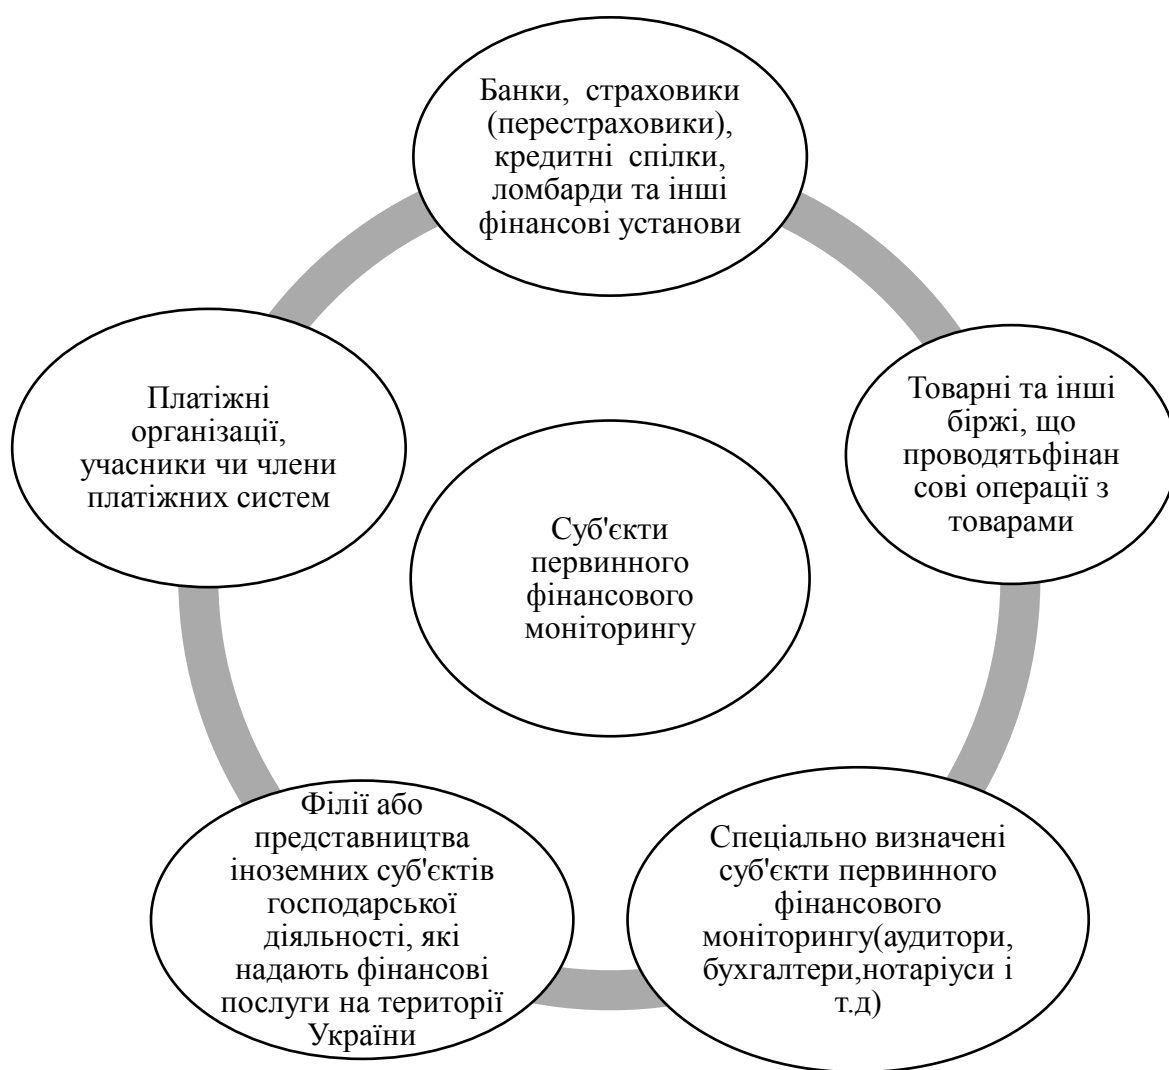 Банки, страховики
(перестраховики),
кредитні спілки,
ломбарди та інші
фінансові установи
Товарні та інші
біржі, що
проводятьфінан
сові операції з
товарами
Спеціально визначені
суб'єкти первинного
фінансового
моніторингу(аудитори,
бухгалтери,нотаріуси і
т.д)
Філії або
представництва
іноземних суб'єктів
господарської
діяльності, які
надають фінансові
послуги на території
України
Платіжні
організації,
учасники чи члени
платіжних систем
Суб'єкти
первинного
фінансового
моніторингу